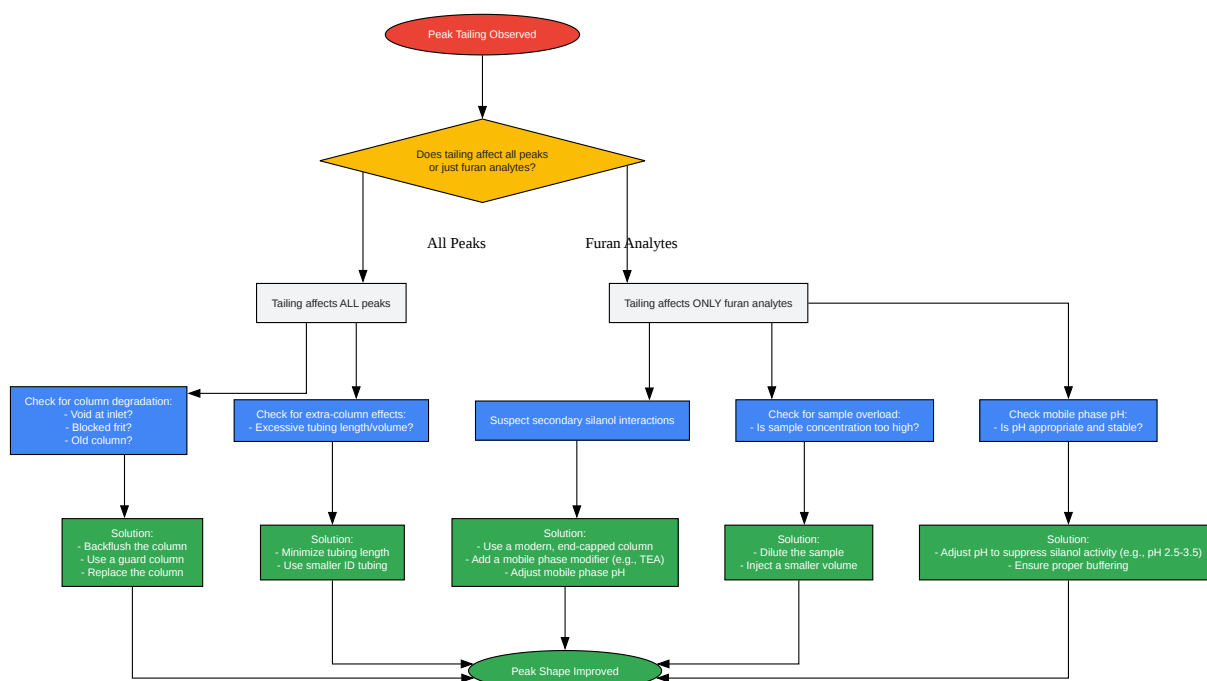 Peak Tailing Observed
Does tailing affect all peaks
or just furan analytes?
All Peaks
Furan Analytes
Tailing affects ALL peaks
Tailing affects ONLY furan analytes
Check for column degradation:
- Void at inlet?
- Blocked frit?
- Old column?
Check for extra-column effects:
- Excessive tubing length/volume?
Suspect secondary silanol interactions
Check for sample overload:
- Is sample concentration too high?
Check mobile phase pH:
- Is pH appropriate and stable?
Solution:
- Backflush the column
- Use a guard column
- Replace the column
Solution:
- Minimize tubing length
- Use smaller ID tubing
Solution:
- Use a modern, end-capped column
- Add a mobile phase modifier (e.g., TEA)
- Adjust mobile phase pH
Solution:
- Dilute the sample
- Inject a smaller volume
Solution:
- Adjust pH to suppress silanol activity (e.g., pH 2.5-3.5)
- Ensure proper buffering
Peak Shape Improved